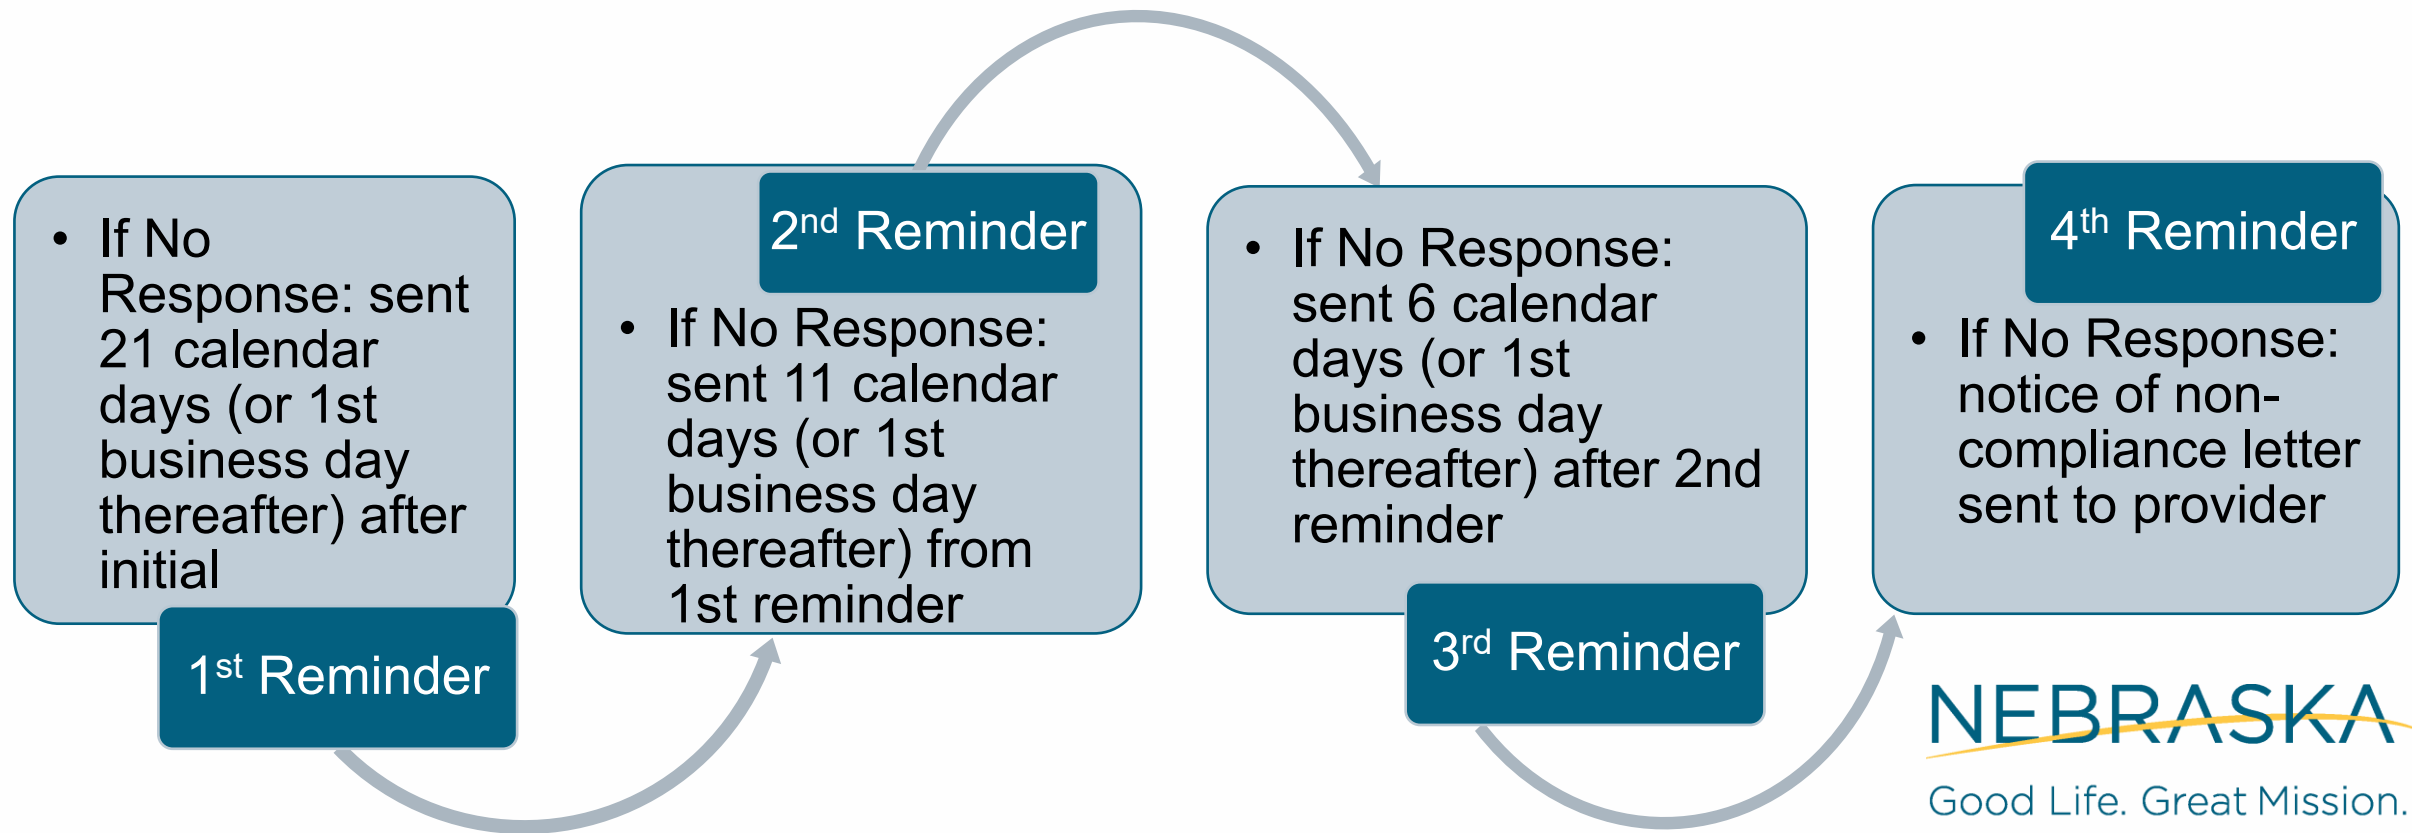 • If No
Response: sent
21 calendar
days (or 1st
business day
thereafter) after
initial
1st Reminder
2nd Reminder
• If No Response:
sent 11 calendar
days (or 1st
business day
thereafter) from
1st reminder
• If No Response:
sent 6 calendar
days (or 1st
business day
thereafter) after 2nd
reminder
3rd Reminder
4th Reminder
• If No Response:
notice of non-
compliance letter
sent to provider
NEBRASKA
Good Life. Great Mission.